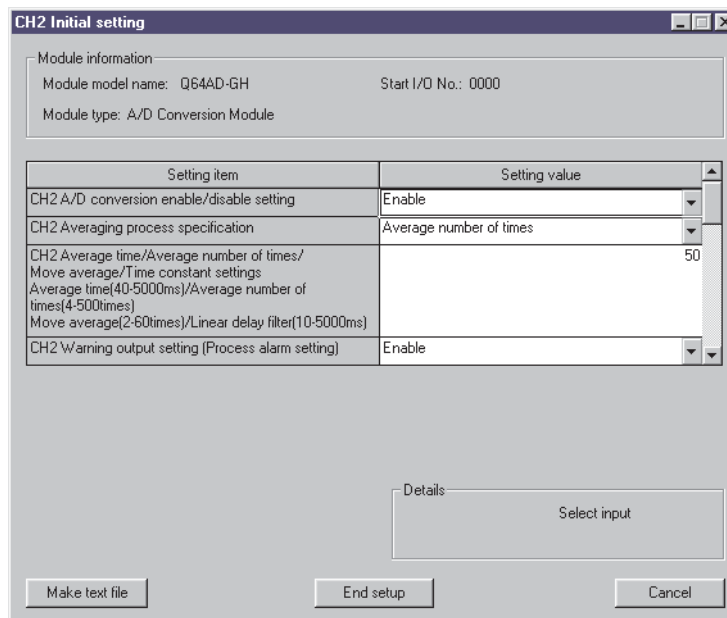 CH2 Initial setting
Module information
Module model name: Q64AD-GH Start I/O No.: 0000
Module type: A/D Conversion Module
Setting item Setting value
CH2 A/D conversion enable/disable setting Enable
CH2 Averaging process specification Average number of times
CH2 Average time/Average number of times/ 50
Move average/Time constant settings
Average time(40-5000ms)/Average number of
times(4-500times)
Move average(2-60times)/Linear delay filter(10-5000ms)
CH2 Warning output setting (Process alarm setting) Enable
Details
Select input
Make text file End setup Cancel